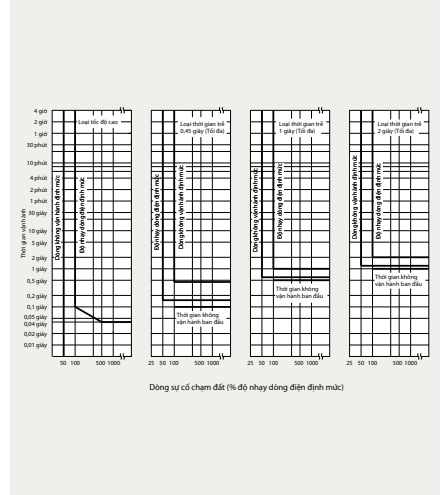 4 giờ
2 giờ
1 giờ
30 phút
10 phút
4 phút
2 phút
1 phút
30 giây
10 giây
5 giây
2 giây
1 giây
0,5 giây
0,2 giây
0,1 giây
0,05 giây
0,04 giây
0,02 giây
0,01 giây
Thời gian vận hành
Loại tốc độ cao
Dòng không vận hành định mức
Độ nhạy dòng điện định mức
50 100 500 1000
Loại thời gian trễ
0,45 giây (Tối đa)
Độ nhạy dòng điện định mức
Dòng không vận hành định mức
Thời gian không
vận hành ban đầu
25 50 100 500 1000
Loại thời gian trễ
1 giây (Tối đa)
Dòng không vận hành định mức
Độ nhạy dòng điện định mức
Thời gian không
vận hành ban đầu
25 50 100 500 1000
Loại thời gian trễ
2 giây (Tối đa)
Dòng không vận hành định mức
Độ nhạy dòng điện định mức
Thời gian không
vận hành ban đầu
25 50 100 500 1000
Dòng sự cố chạm đất (% độ nhạy dòng điện định mức)